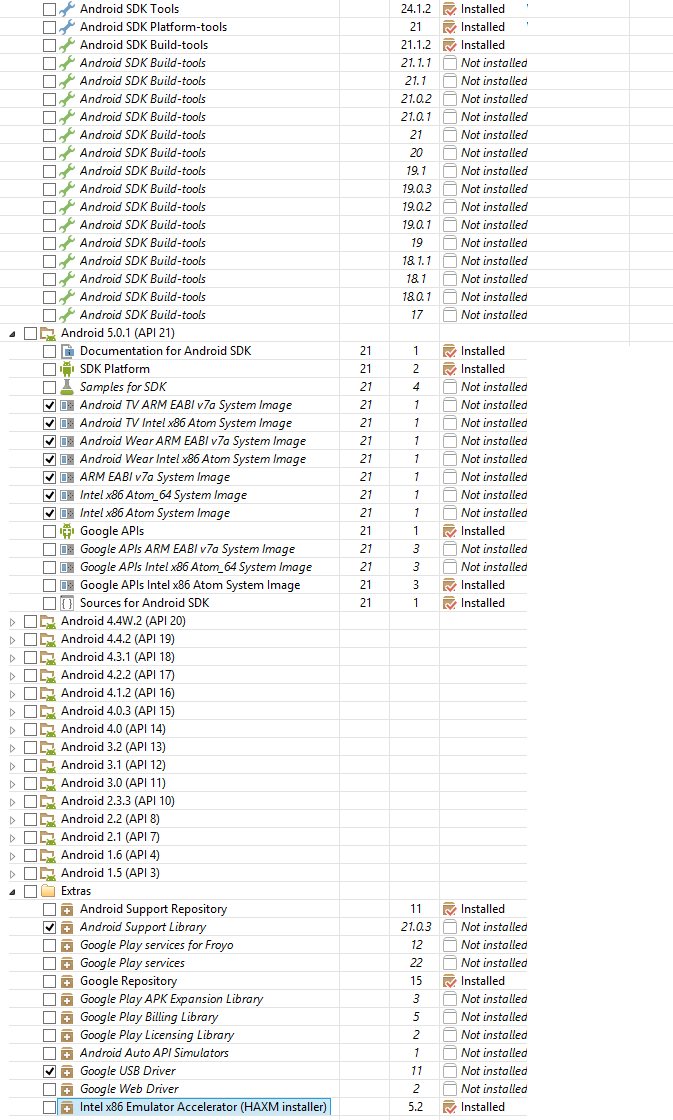 Android SDK Tools 24.1.2 Installed
Android SDK Platform-tools 21 Installed
Android SDK Build-tools 21.1.2 Installed
Android SDK Build-tools 21.1.1 Not installed
Android SDK Build-tools 21.1 Not installed
Android SDK Build-tools 21.0.2 Not installed
Android SDK Build-tools 21.0.1 Not installed
Android SDK Build-tools 21 Not installed
Android SDK Build-tools 20 Not installed
Android SDK Build-tools 19.1 Not installed
Android SDK Build-tools 19.0.3 Not installed
Android SDK Build-tools 19.0.2 Not installed
Android SDK Build-tools 19.0.1 Not installed
Android SDK Build-tools 19 Not installed
Android SDK Build-tools 18.1.1 Not installed
Android SDK Build-tools 18.1 Not installed
Android SDK Build-tools 18.0.1 Not installed
Android SDK Build-tools 17 Not installed
Android 5.0.1 (API 21)
Documentation for Android SDK 21 1 Installed
SDK Platform 21 2 Installed
Samples for SDK 21 4 Not installed
Android TV ARM EABI v7a System Image 21 1 Not installed
Android TV Intel x86 Atom System Image 21 1 Not installed
Android Wear ARM EABI v7a System Image 21 1 Not installed
Android Wear Intel x86 Atom System Image 21 1 Not installed
ARM EABI v7a System Image 21 1 Not installed
Intel x86 Atom_64 System Image 21 1 Not installed
Intel x86 Atom System Image 21 1 Not installed
Google APIs 21 1 Installed
Google APIs ARM EABI v7a System Image 21 3 Not installed
Google APIs Intel x86 Atom_64 System Image 21 3 Not installed
Google APIs Intel x86 Atom System Image 21 3 Installed
Sources for Android SDK 21 1 Installed
Android 4.4W.2 (API 20)
Android 4.4.2 (API 19)
Android 4.3.1 (API 18)
Android 4.2.2 (API 17)
Android 4.1.2 (API 16)
Android 4.0.3 (API 15)
Android 4.0 (API 14)
Android 3.2 (API 13)
Android 3.1 (API 12)
Android 3.0 (API 11)
Android 2.3.3 (API 10)
Android 2.2 (API 8)
Android 2.1 (API 7)
Android 1.6 (API 4)
Android 1.5 (API 3)
Extras
Android Support Repository 11 Installed
Android Support Library 21.0.3 Not installed
Google Play services for Froyo 12 Not installed
Google Play services 22 Not installed
Google Repository 15 Installed
Google Play APK Expansion Library 3 Not installed
Google Play Billing Library 5 Not installed
Google Play Licensing Library 2 Not installed
Android Auto API Simulators 1 Not installed
Google USB Driver 11 Not installed
Google Web Driver 2 Not installed
Intel x86 Emulator Accelerator (HAXM installer) 5.2 Installed